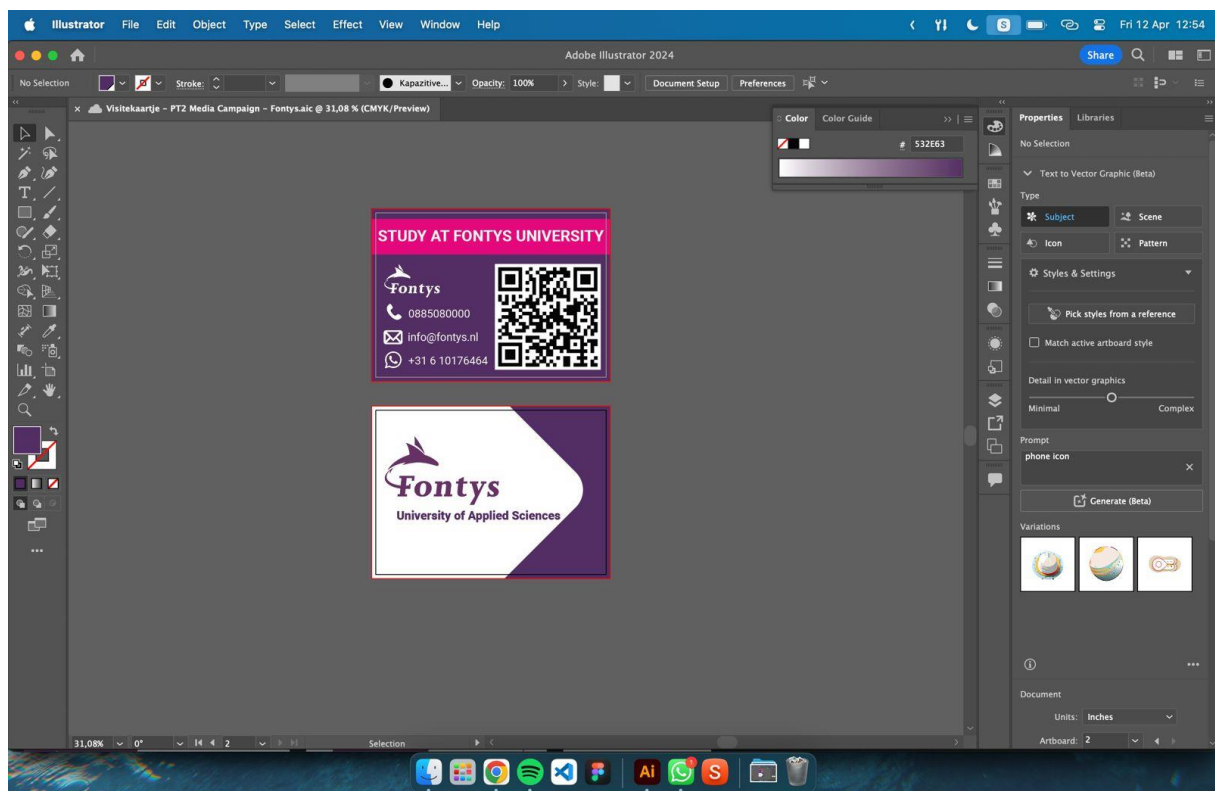 Illustrator File Edit Object Type Select Effect View Window Help
S
Fri 12 Apr 12:54
Adobe Illustrator 2024
Share
No Selection
Stroke:
Kapazitive...
Opacity: 100%
Style:
Document Setup
Preferences
× Visitekaartje – PT2 Media Campaign – Fontys.aic @ 31,08 % (CMYK/Preview)
Color Color Guide
# 532E63
STUDY AT FONTYS UNIVERSITY
Fontys
0885080000
info@fontys.nl
+31 6 10176464
Fontys
University of Applied Sciences
Properties Libraries
No Selection
Text to Vector Graphic (Beta)
Type
Subject Scene
Icon Pattern
Styles & Settings
Pick styles from a reference
Match active artboard style
Detail in vector graphics
Minimal Complex
Prompt
phone icon
Generate (Beta)
Variations
Document
Units: Inches
Artboard: 2
31,08% 0° 2 Selection
Ai 1 S